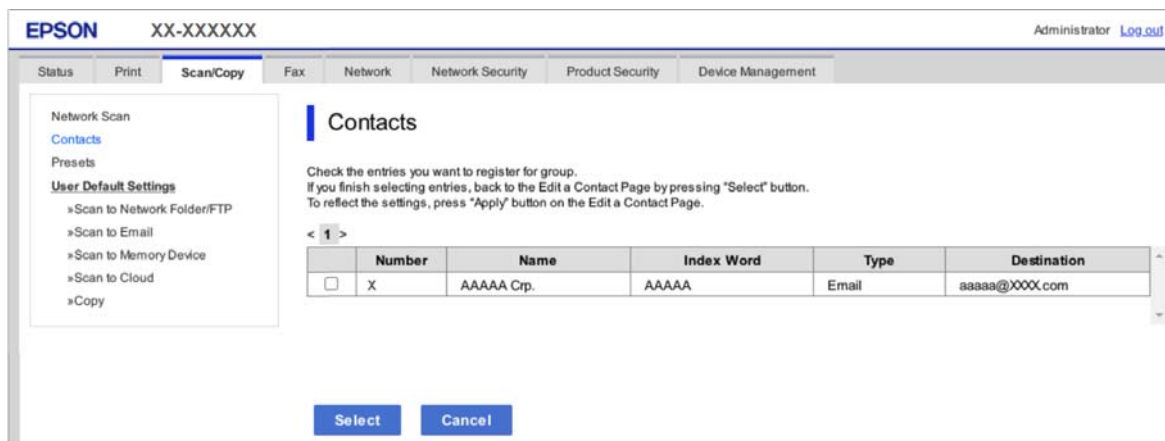 EPSON XX-XXXXXX Administrator Log out
Status Print Scan/Copy Fax Network Network Security Product Security Device Management
Network Scan
Contacts
Presets
User Default Settings
»Scan to Network Folder/FTP
»Scan to Email
»Scan to Memory Device
»Scan to Cloud
»Copy
Contacts
Check the entries you want to register for group.
If you finish selecting entries, back to the Edit a Contact Page by pressing "Select" button.
To reflect the settings, press "Apply" button on the Edit a Contact Page.
< 1 >
Number Name Index Word Type Destination
X AAAAA Crp. AAAAA Email aaaaa@XXXX.com
Select Cancel